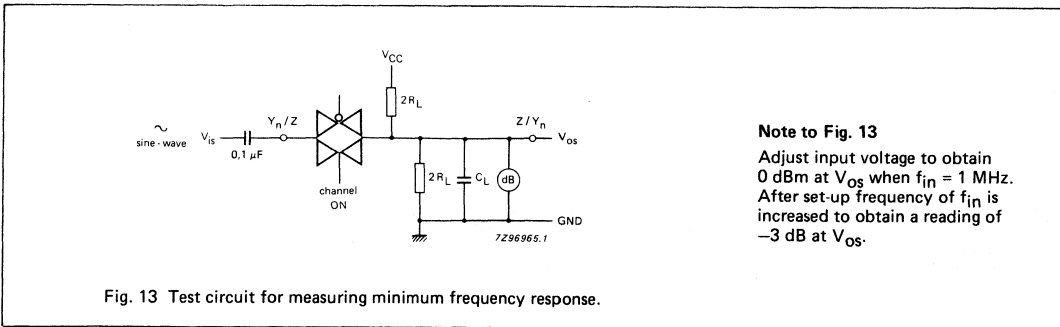 V_CC
2R_L
Y_n/Z
Z/Y_n
∼
sine-wave
V_is
0,1 μF
V_os
channel
ON
2R_L
C_L
dB
GND
7Z96965.1
Note to Fig. 13
Adjust input voltage to obtain
0 dBm at V_os when f_in = 1 MHz.
After set-up frequency of f_in is
increased to obtain a reading of
−3 dB at V_os.
Fig. 13 Test circuit for measuring minimum frequency response.